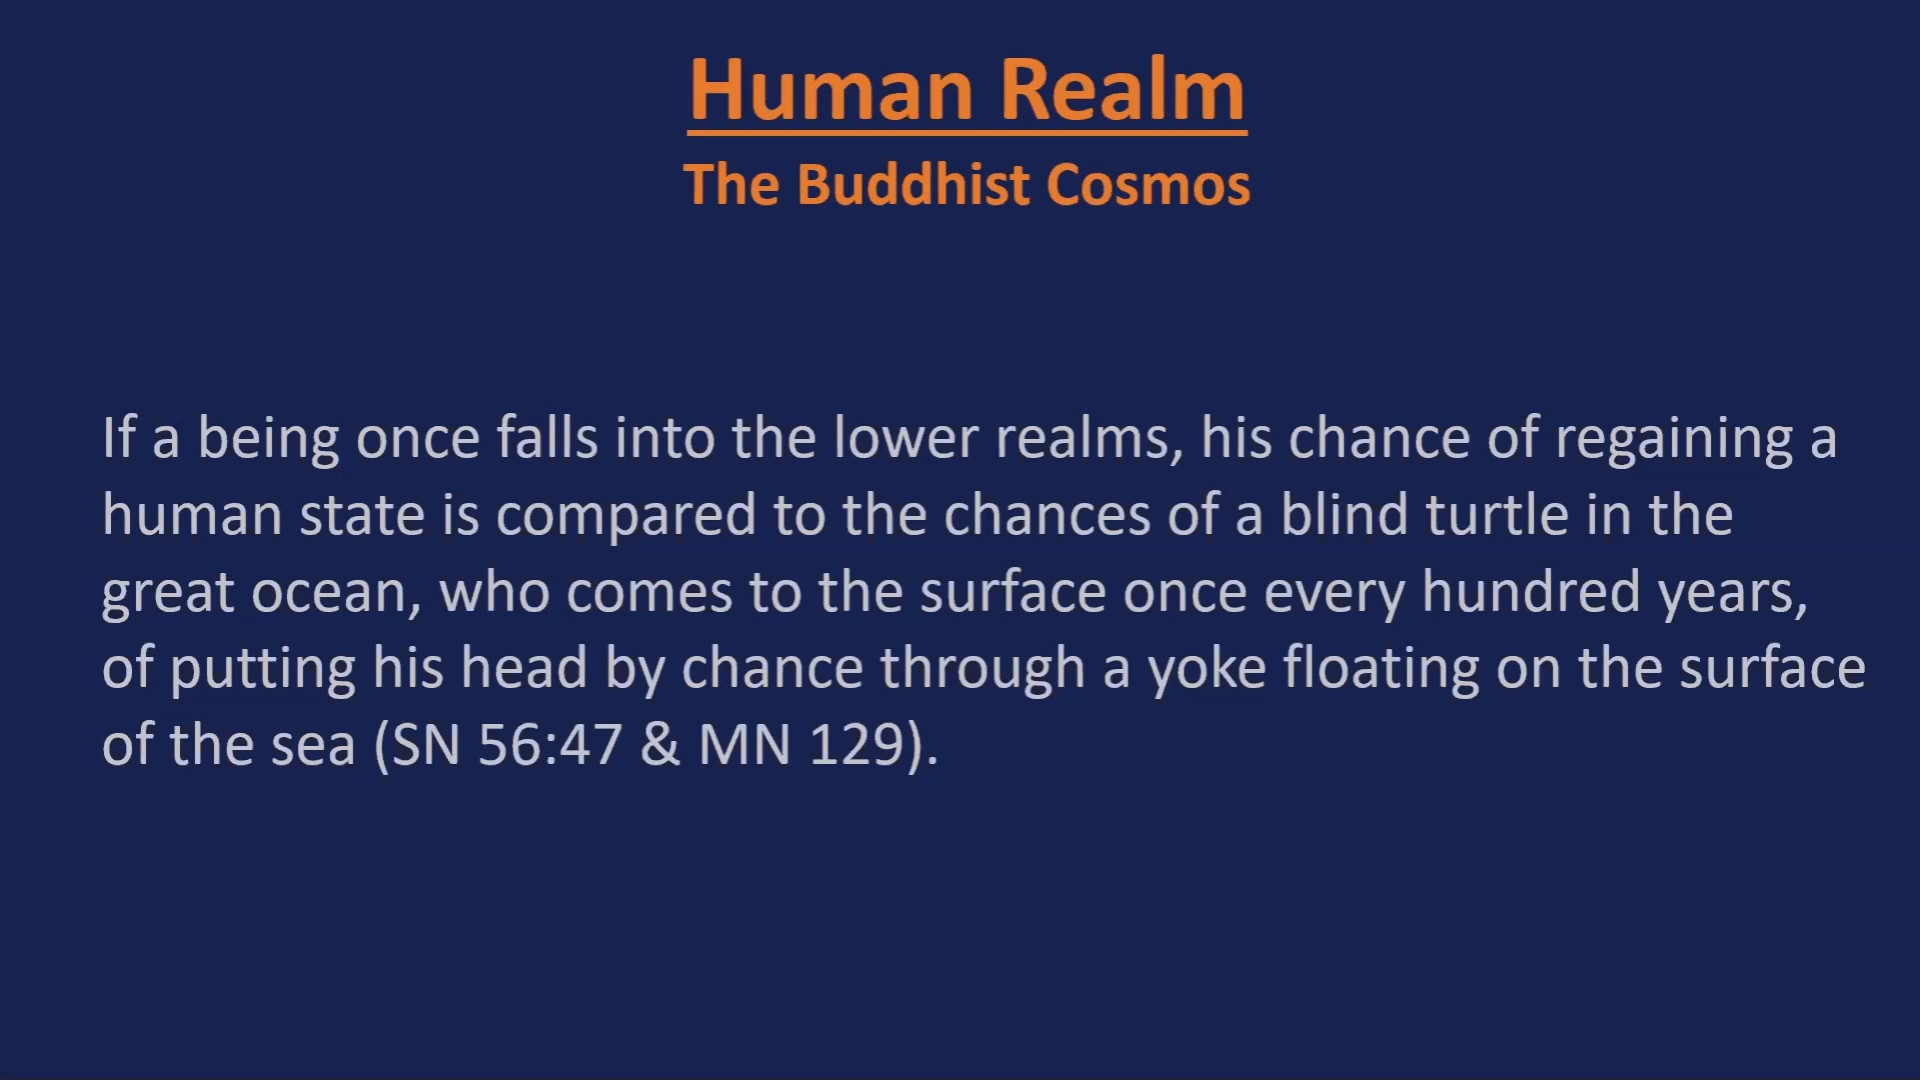 Human Realm
The Buddhist Cosmos
If a being once falls into the lower realms, his chance of regaining a
human state is compared to the chances of a blind turtle in the
great ocean, who comes to the surface once every hundred years,
of putting his head by chance through a yoke floating on the surface
of the sea (SN 56:47 & MN 129).